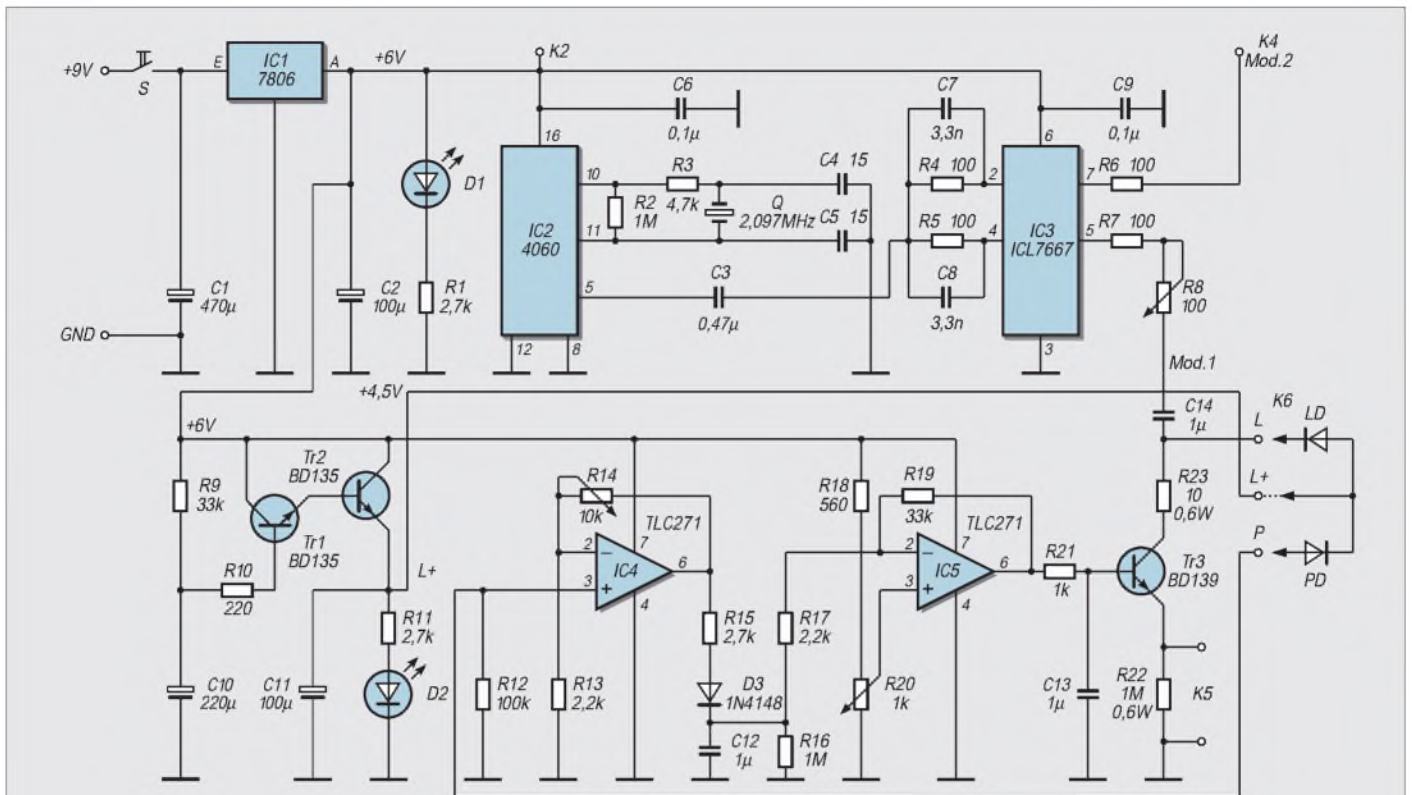 +9V
S
E
IC1
7806
A
+6V
K2
K4
Mod.2
C6
0,1µ
C7
3,3n
C9
0,1µ
16
6
D1
IC2
4060
10
R3
4,7k
C4 15
R4 100
2
7
R6 100
R2
1M
Q
2,097MHz
C5 15
R5 100
IC3
ICL7667
11
4
5
R7 100
C1
470µ
C2
100µ
R1
2,7k
5
C3
0,47µ
C8
3,3n
R8
100
GND
12
8
3
Mod.1
+4,5V
C14
1µ
K6
LD
L
+6V
Tr2
BD135
R9
33k
R14
10k
R18
560
R19
33k
R23
10
0,6W
L+
TLC271
TLC271
Tr1
BD135
2
7
IC4
6
3
4
2
7
IC5
6
3
4
R21
1k
Tr3
BD139
P
PD
R10
220
L+
R11
2,7k
R15
2,7k
R17
2,2k
C10
220µ
C11
100µ
D2
R12
100k
R13
2,2k
D3
1N4148
R20
1k
C13
1µ
R22
1M
0,6W
K5
C12
1µ
R16
1M